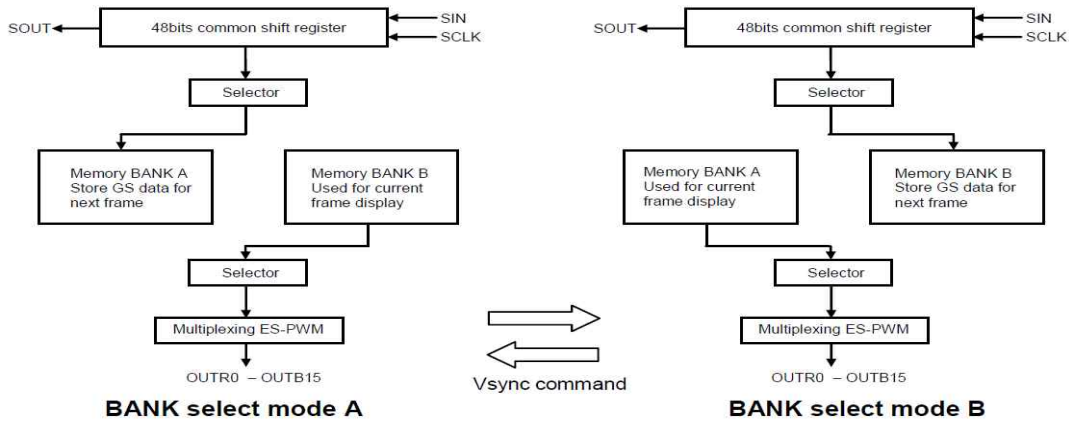 SOUT
48bits common shift register
SIN
SCLK
Selector
Memory BANK A
Store GS data for
next frame
Memory BANK B
Used for current
frame display
Selector
Multiplexing ES-PWM
OUTR0 – OUTB15
BANK select mode A
Vsync command
SOUT
48bits common shift register
SIN
SCLK
Selector
Memory BANK A
Used for current
frame display
Memory BANK B
Store GS data for
next frame
Selector
Multiplexing ES-PWM
OUTR0 – OUTB15
BANK select mode B